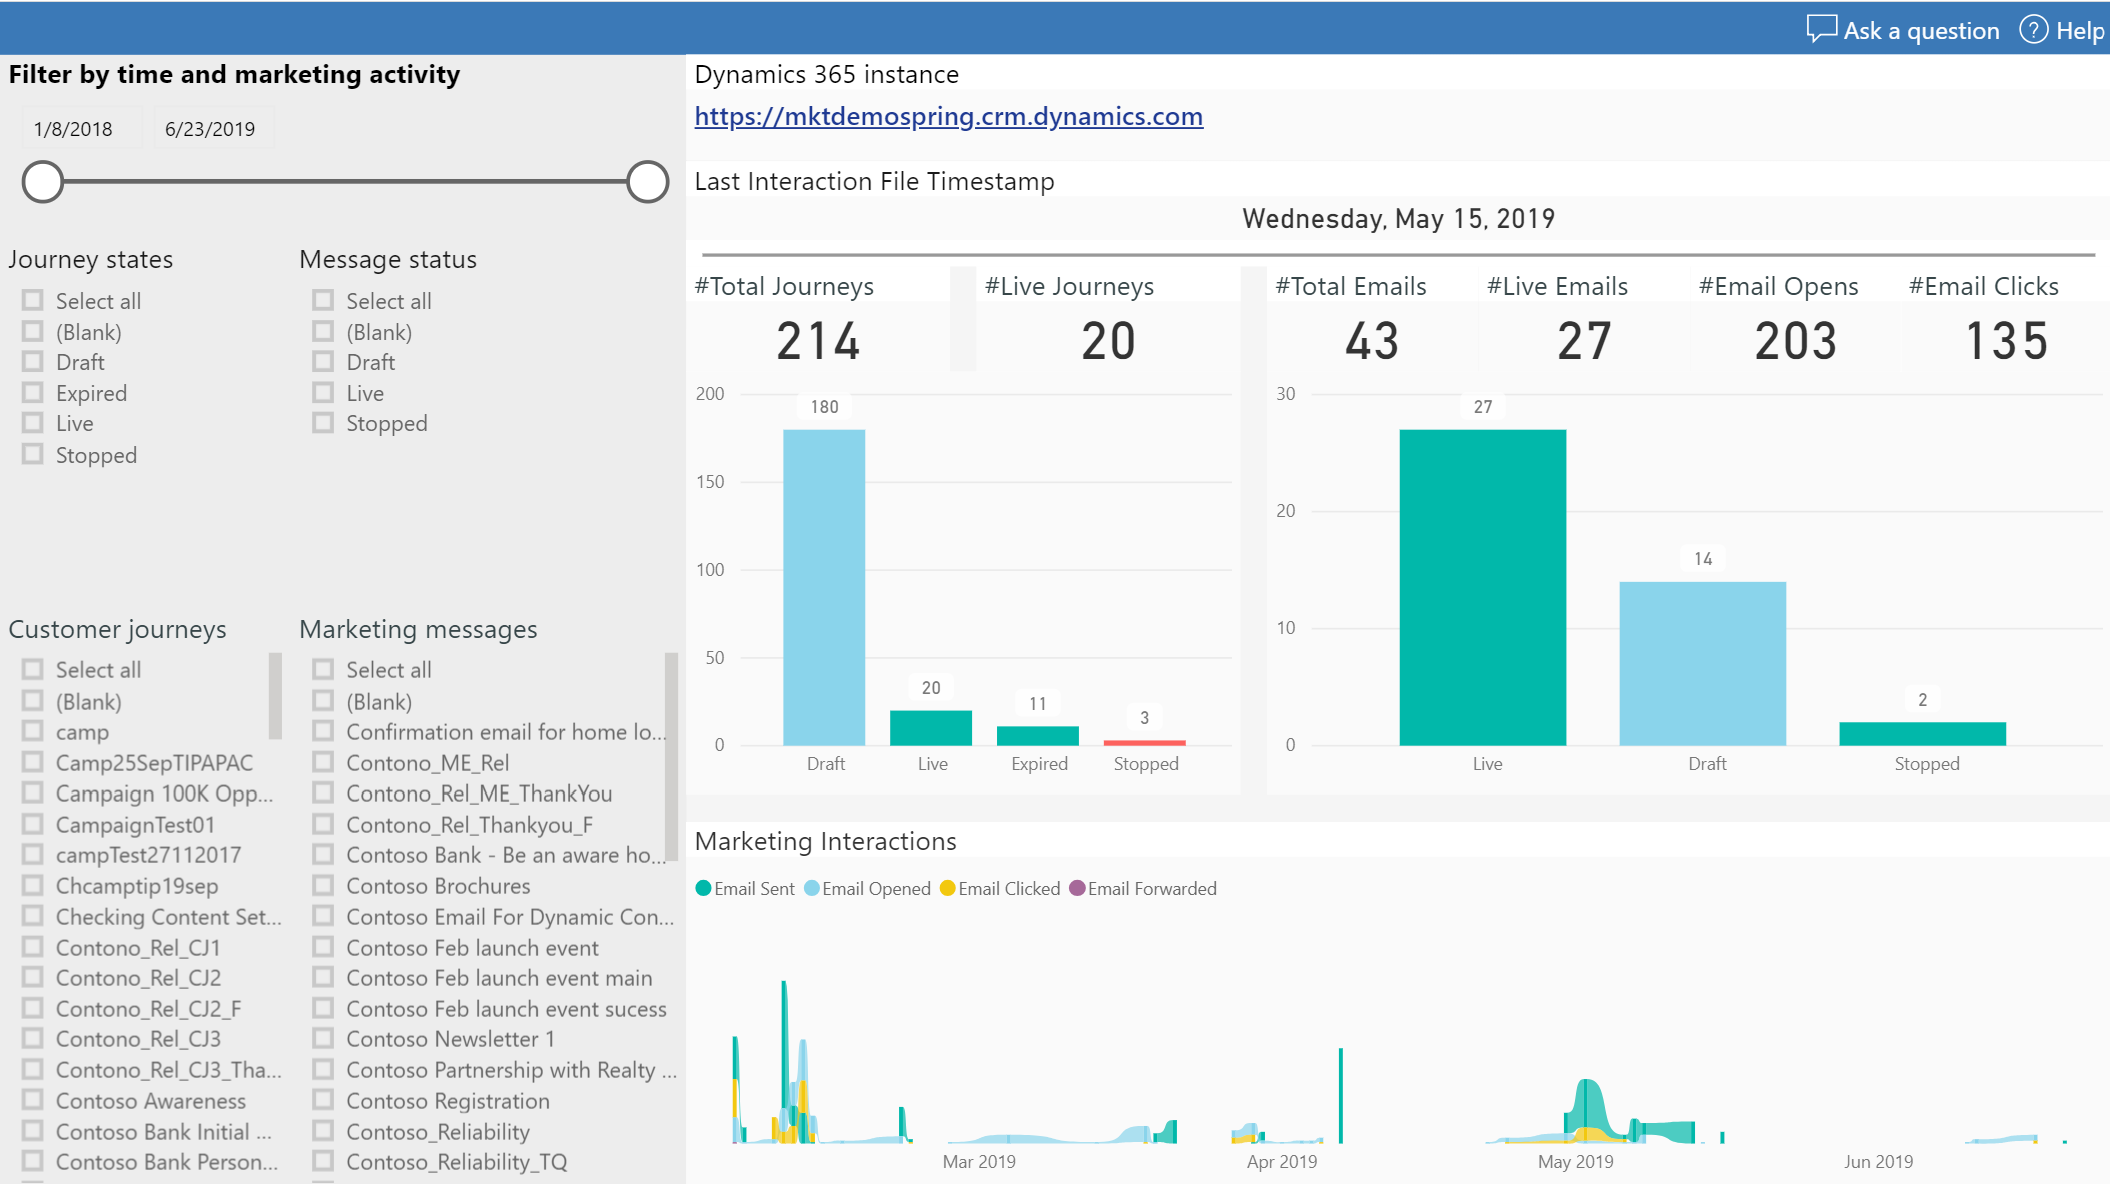 Ask a question
Help
Filter by time and marketing activity
1/8/2018
6/23/2019
Journey states
Select all
(Blank)
Draft
Expired
Live
Stopped
Message status
Select all
(Blank)
Draft
Live
Stopped
Customer journeys
Select all
(Blank)
camp
Camp25SepTIPAPAC
Campaign 100K Opp...
CampaignTest01
campTest27112017
Chcamptip19sep
Checking Content Set...
Contono_Rel_CJ1
Contono_Rel_CJ2
Contono_Rel_CJ2_F
Contono_Rel_CJ3
Contono_Rel_CJ3_Tha...
Contoso Awareness
Contoso Bank Initial ...
Contoso Bank Person...
Marketing messages
Select all
(Blank)
Confirmation email for home lo...
Contono_ME_Rel
Contono_Rel_ME_ThankYou
Contono_Rel_Thankyou_F
Contoso Bank - Be an aware ho...
Contoso Brochures
Contoso Email For Dynamic Con...
Contoso Feb launch event
Contoso Feb launch event main
Contoso Feb launch event sucess
Contoso Newsletter 1
Contoso Partnership with Realty ...
Contoso Registration
Contoso_Reliability
Contoso_Reliability_TQ
Dynamics 365 instance
https://mktdemospring.crm.dynamics.com
Last Interaction File Timestamp
Wednesday, May 15, 2019
#Total Journeys
214
#Live Journeys
20
200
150
100
50
0
180
20
11
3
Draft
Live
Expired
Stopped
#Total Emails
43
#Live Emails
27
#Email Opens
203
#Email Clicks
135
30
20
10
0
27
14
2
Live
Draft
Stopped
Marketing Interactions
Email Sent
Email Opened
Email Clicked
Email Forwarded
Mar 2019
Apr 2019
May 2019
Jun 2019